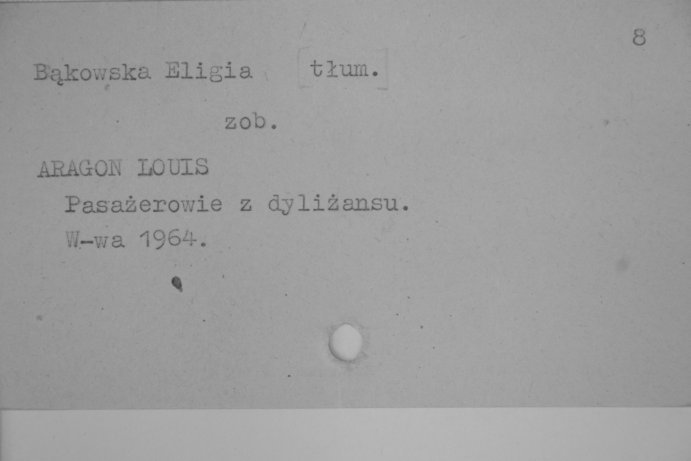 8
Bąkowska Eligia [tłum.]
zob.
ARAGON LOUIS
Pasażerowie z dyliżansu.
W-wa 1964.